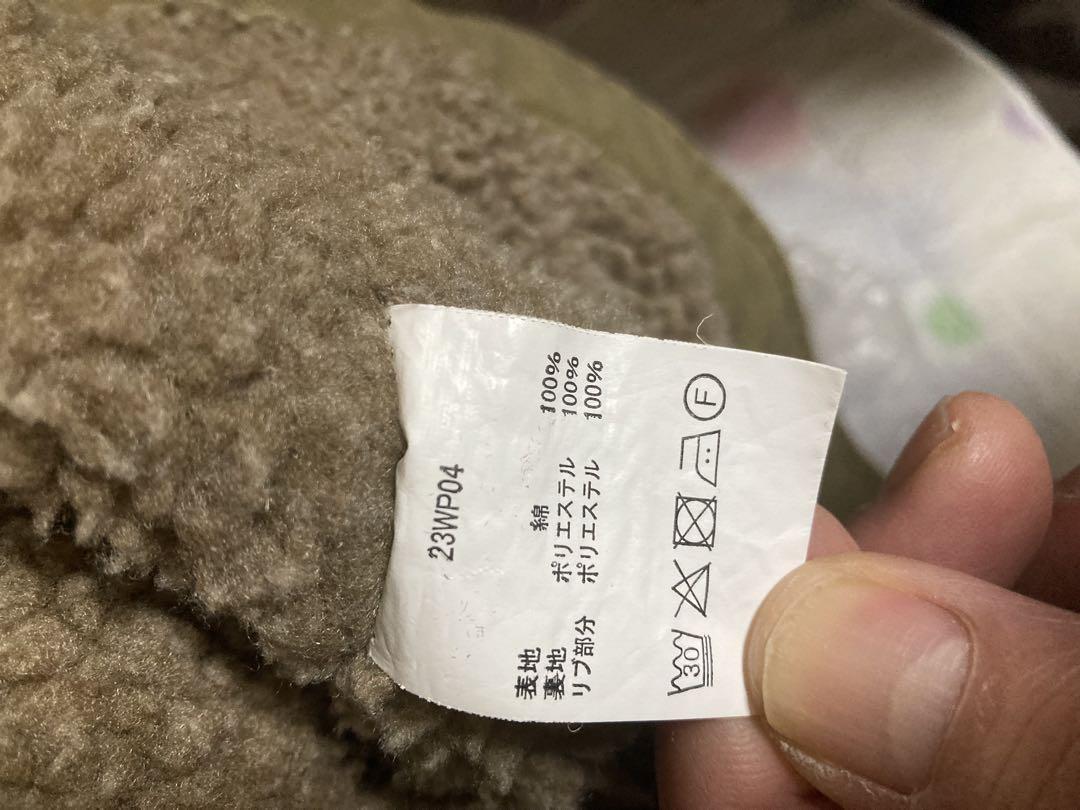 23WP04
表地 綿 100%
裏地 ポリエステル 100%
リブ部分 ポリエステル 100%
30
F